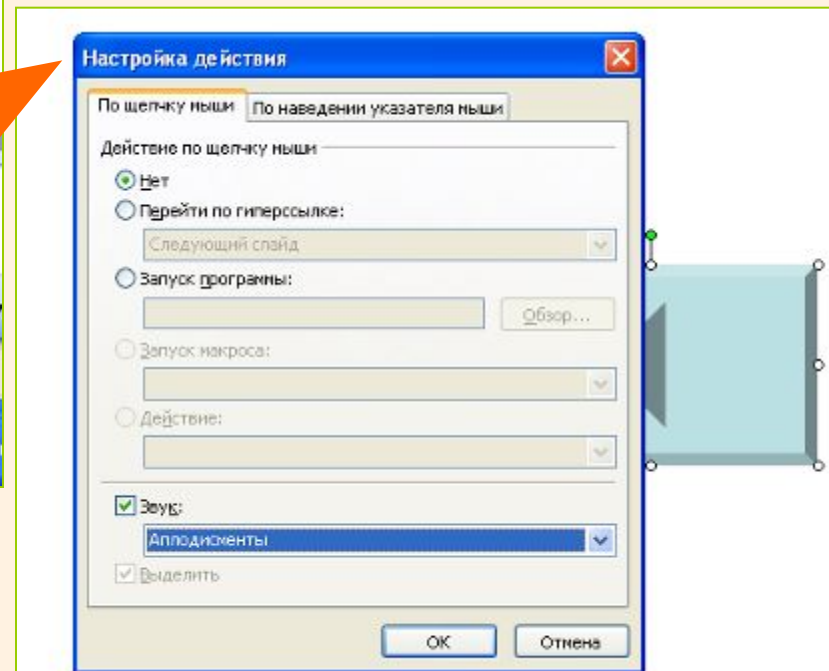 Настройка действия
По щелчку мыши
По наведении указателя мыши
Действие по щелчку мыши
Нет
Перейти по гиперссылке:
Следующий слайд
Запуск программы:
Обзор...
Запуск макроса:
Действие:
Звук:
Аплодисменты
Выделить
ОК
Отмена